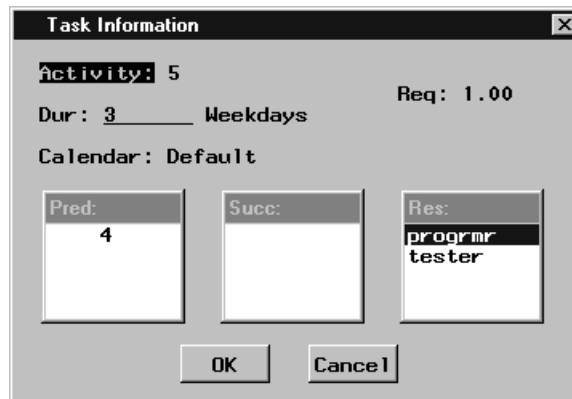 Task Information
Activity: 5
Req: 1.00
Dur: 3 Weekdays
Calendar: Default
Pred:
4
Succ:
Res:
progrmr
tester
OK
Cancel